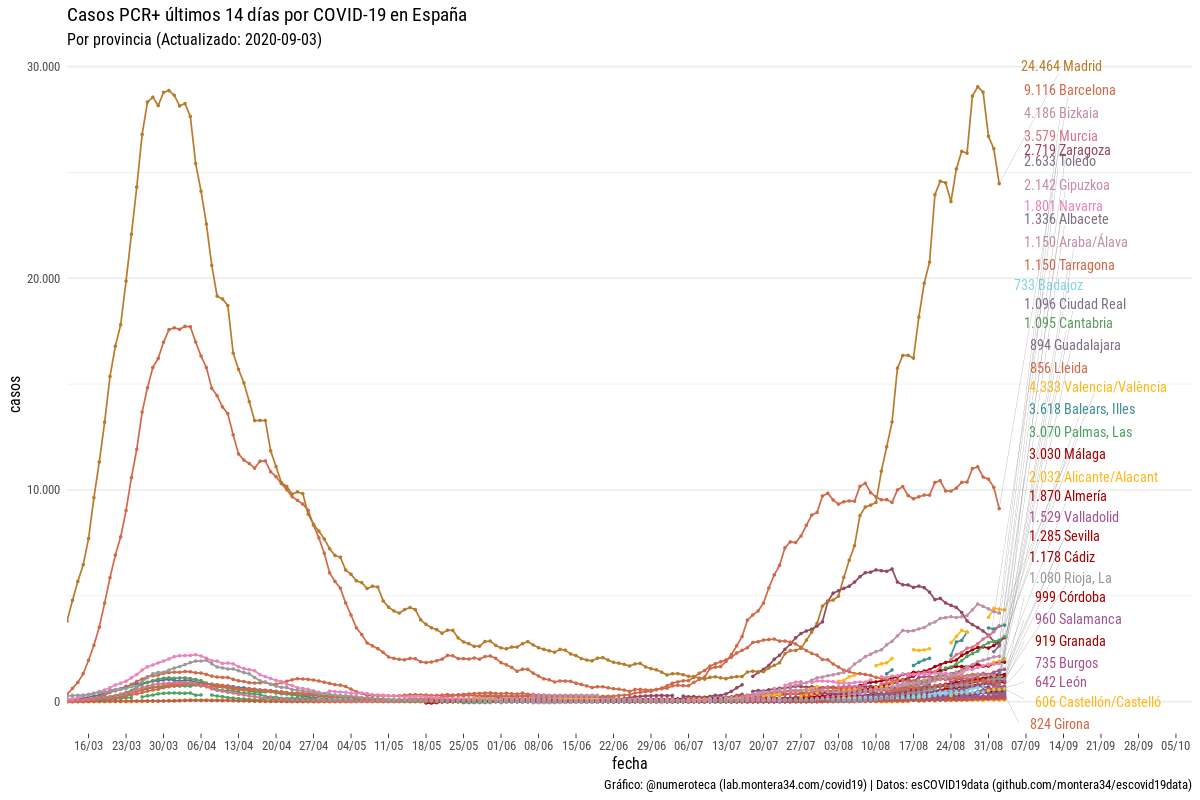 Casos PCR+ últimos 14 días por COVID-19 en España
Por provincia (Actualizado: 2020-09-03)
30.000
20.000
10.000
0
casos
24.464 Madrid
9.116 Barcelona
4.186 Bizkaia
3.579 Murcia
2.719 Zaragoza
2.633 Toledo
2.142 Gipuzkoa
1.801 Navarra
1.336 Albacete
1.150 Araba/Álava
1.150 Tarragona
733 Badajoz
1.096 Ciudad Real
1.095 Cantabria
894 Guadalajara
856 Lleida
4.333 Valencia/València
3.618 Balears, Illes
3.070 Palmas, Las
3.030 Málaga
2.032 Alicante/Alacant
1.870 Almería
1.529 Valladolid
1.285 Sevilla
1.178 Cádiz
1.080 Rioja, La
999 Córdoba
960 Salamanca
919 Granada
735 Burgos
642 León
606 Castellón/Castelló
824 Girona
16/03 23/03 30/03 06/04 13/04 20/04 27/04 04/05 11/05 18/05 25/05 01/06 08/06 15/06 22/06 29/06 06/07 13/07 20/07 27/07 03/08 10/08 17/08 24/08 31/08 07/09 14/09 21/09 28/09 05/10
fecha
Gráfico: @numeroteca (lab.montera34.com/covid19) | Datos: esCOVID19data (github.com/montera34/escovid19data)